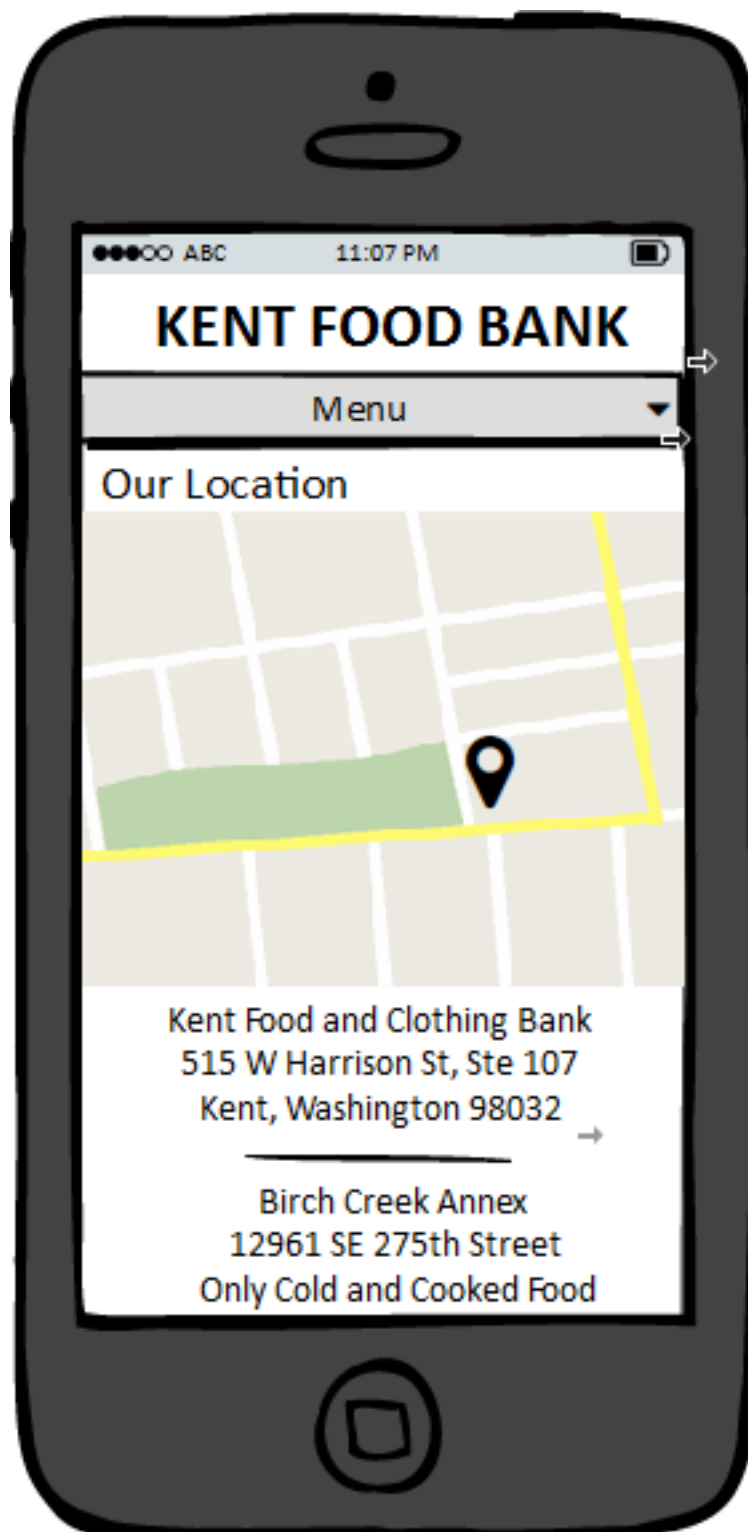 ABC 11:07 PM
KENT FOOD BANK
Menu
Our Location
Kent Food and Clothing Bank
515 W Harrison St, Ste 107
Kent, Washington 98032
Birch Creek Annex
12961 SE 275th Street
Only Cold and Cooked Food